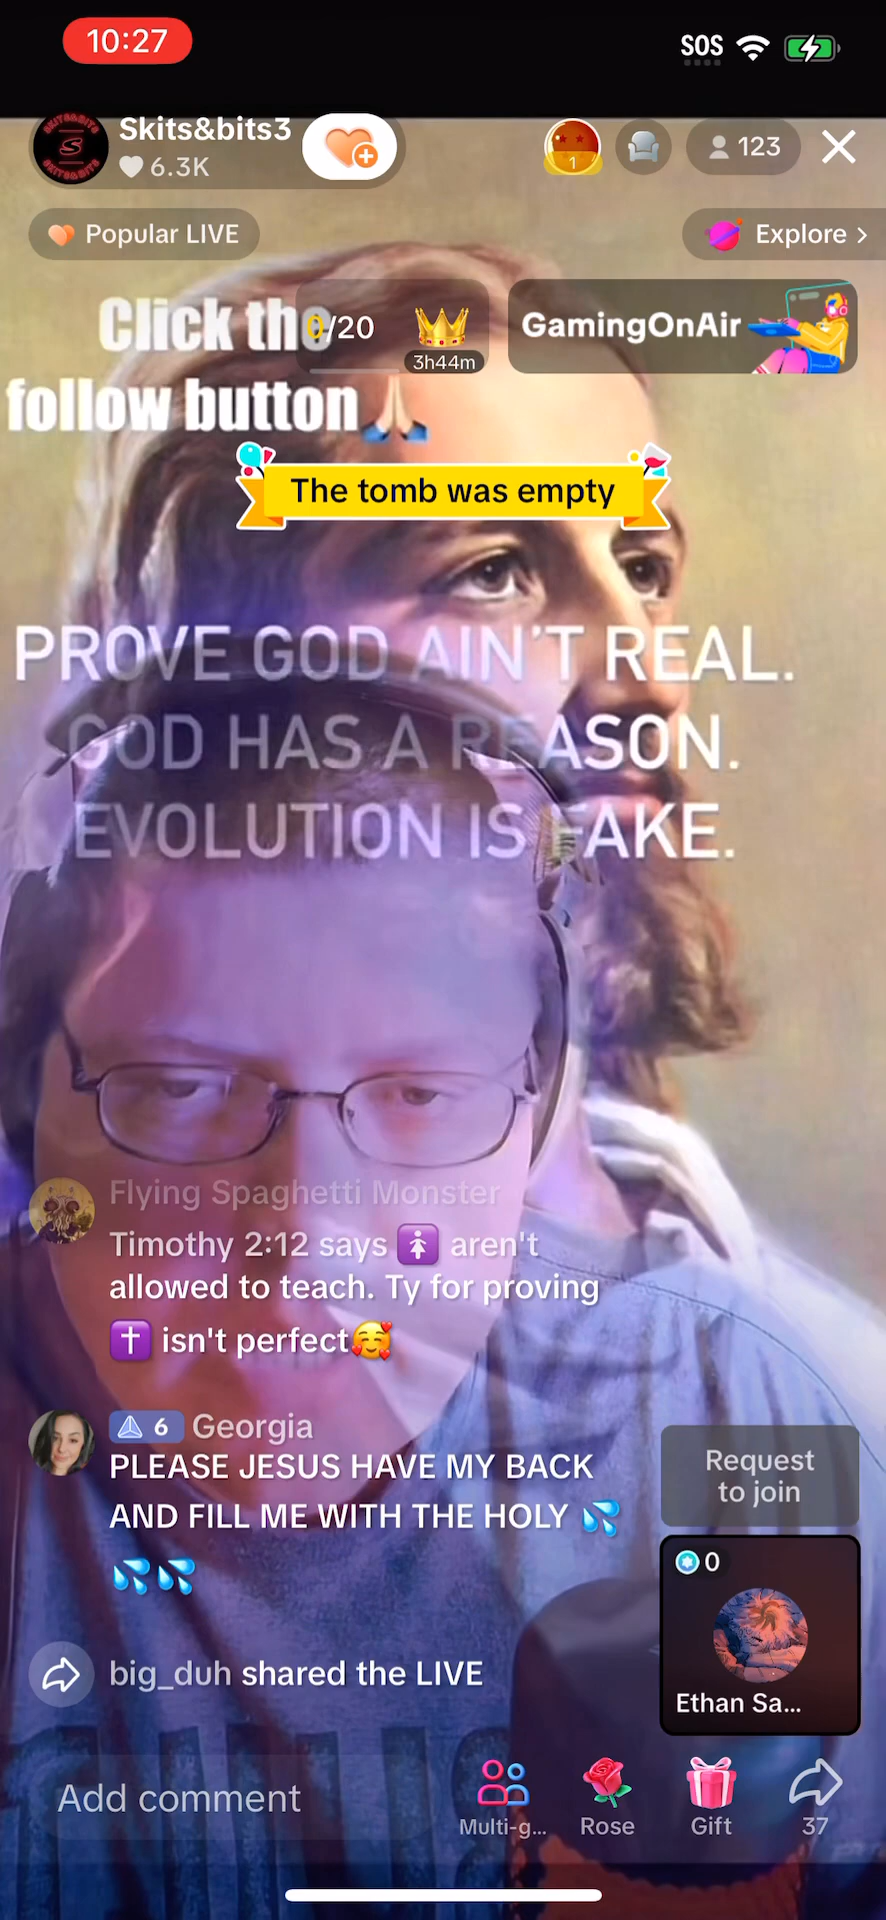 10:27
SOS
Skits&bits3
6.3K
1
123
Popular LIVE
Explore >
Click the
follow button🙏🏻
0/20
3h44m
GamingOnAir
The tomb was empty
PROVE GOD AIN'T REAL.
GOD HAS A REASON.
EVOLUTION IS FAKE.
Flying Spaghetti Monster
Timothy 2:12 says 🚺 aren't
allowed to teach. Ty for proving
✝️ isn't perfect🥰
6 Georgia
PLEASE JESUS HAVE MY BACK
AND FILL ME WITH THE HOLY 💦
💦💦
big_duh shared the LIVE
Request
to join
0
Ethan Sa...
Add comment
Multi-g...
Rose
Gift
37